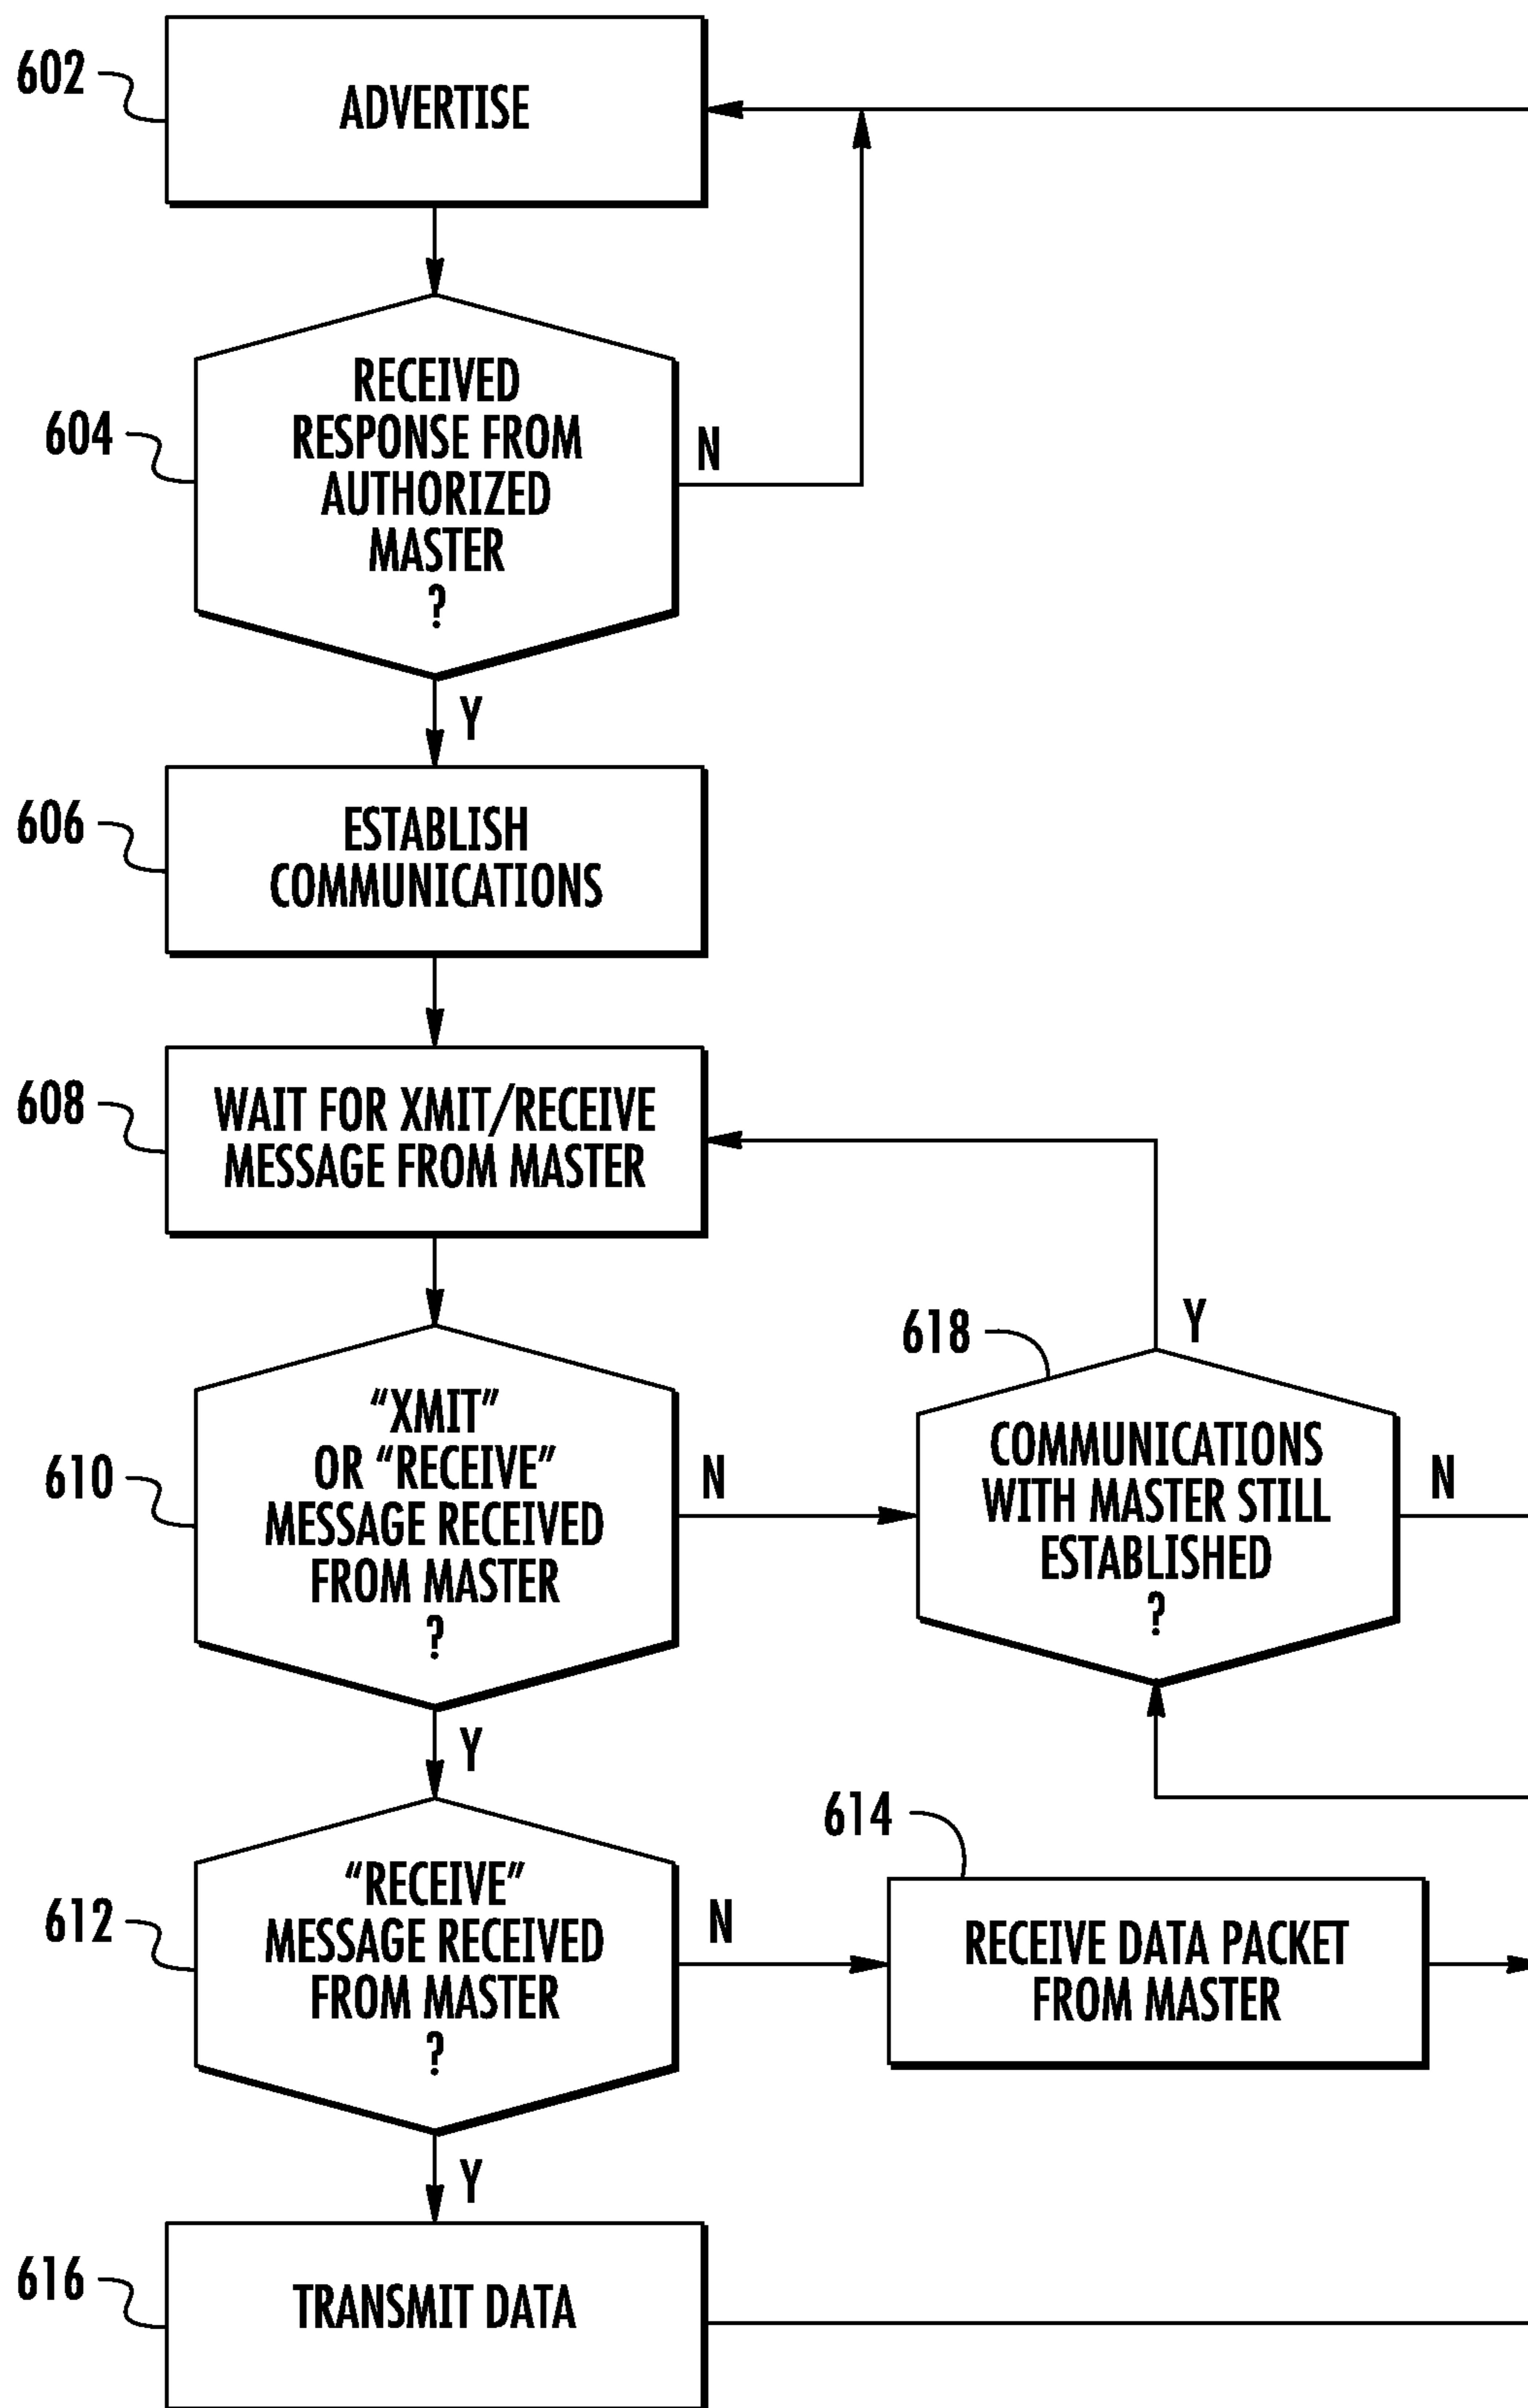 602
ADVERTISE
604
RECEIVED
RESPONSE FROM
AUTHORIZED
MASTER
?
N
Y
606
ESTABLISH
COMMUNICATIONS
608
WAIT FOR XMIT/RECEIVE
MESSAGE FROM MASTER
610
“XMIT”
OR “RECEIVE”
MESSAGE RECEIVED
FROM MASTER
?
N
Y
618
COMMUNICATIONS
WITH MASTER STILL
ESTABLISHED
?
Y
N
612
“RECEIVE”
MESSAGE RECEIVED
FROM MASTER
?
N
Y
614
RECEIVE DATA PACKET
FROM MASTER
616
TRANSMIT DATA